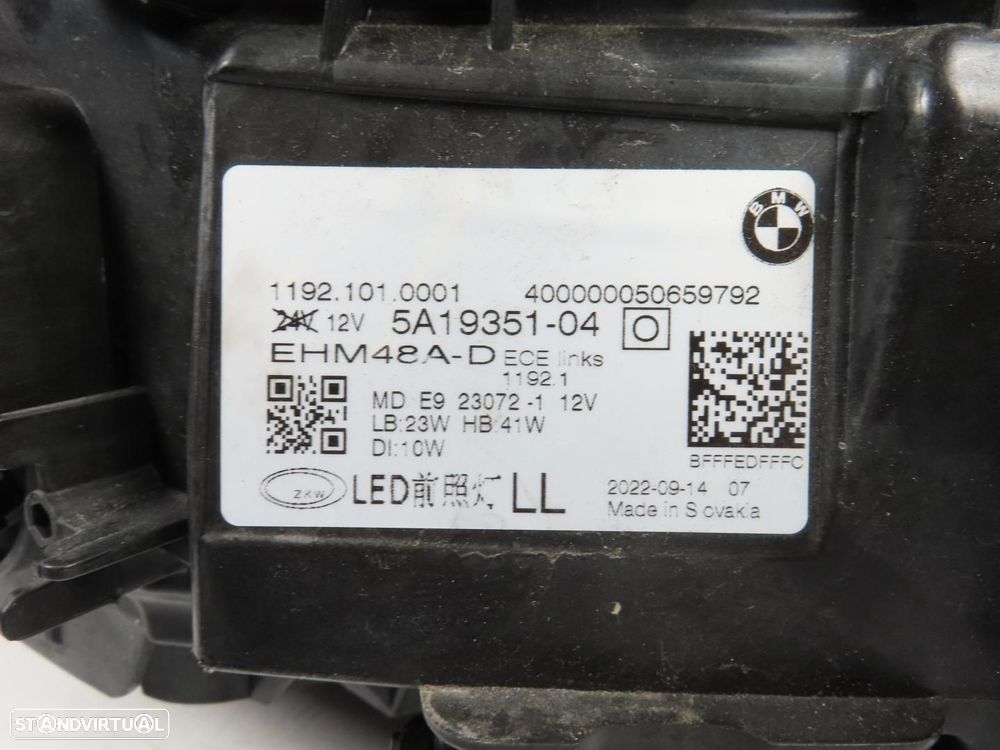 BMW
1192.101.0001 400000050659792
24V 12V 5A19351-04 O
EHM48A-D ECE links
1192.1
MD E9 23072-1 12V
LB:23W HB:41W
DI:10W
BFFFEDFFFC
ZKW LED前照灯 LL 2022-09-14 07
Made in Slovakia
STANDVIRTUAL